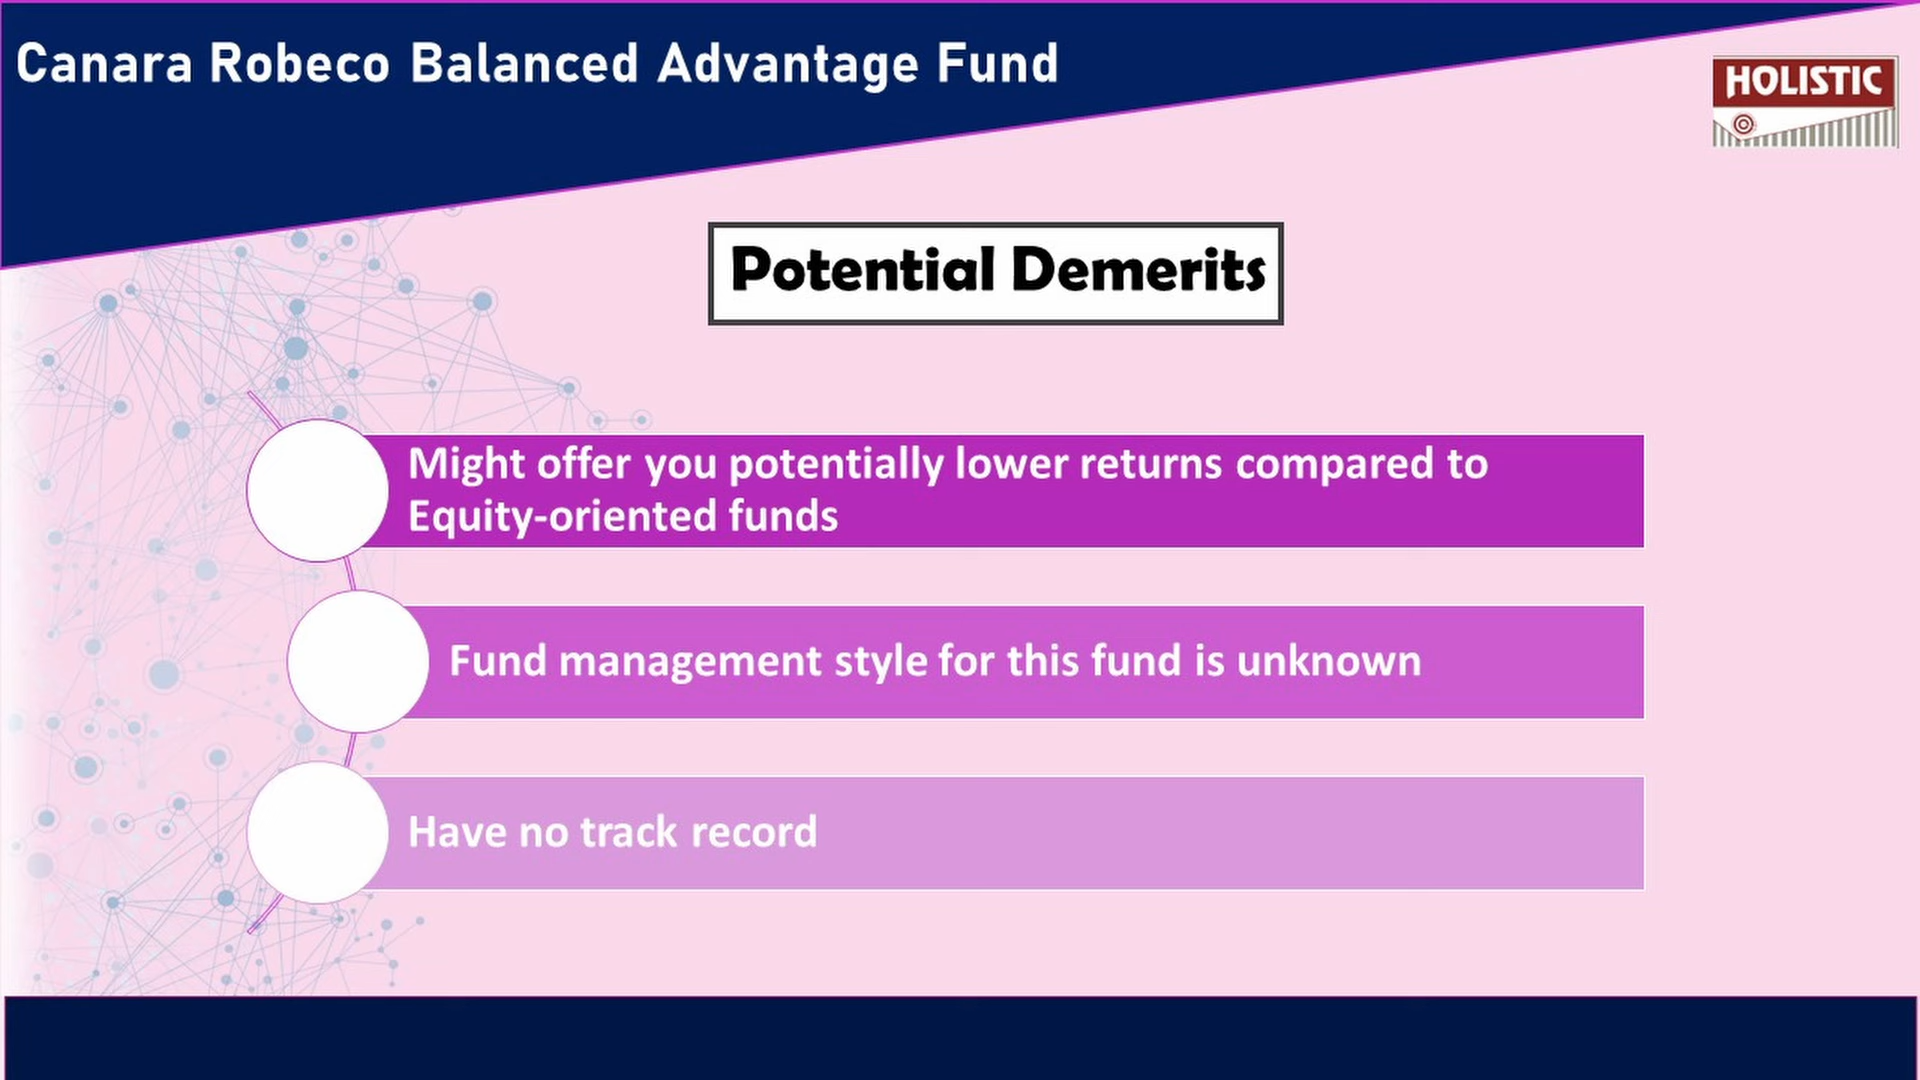 Canara Robeco Balanced Advantage Fund
HOLISTIC
Potential Demerits
Might offer you potentially lower returns compared to
Equity-oriented funds
Fund management style for this fund is unknown
Have no track record